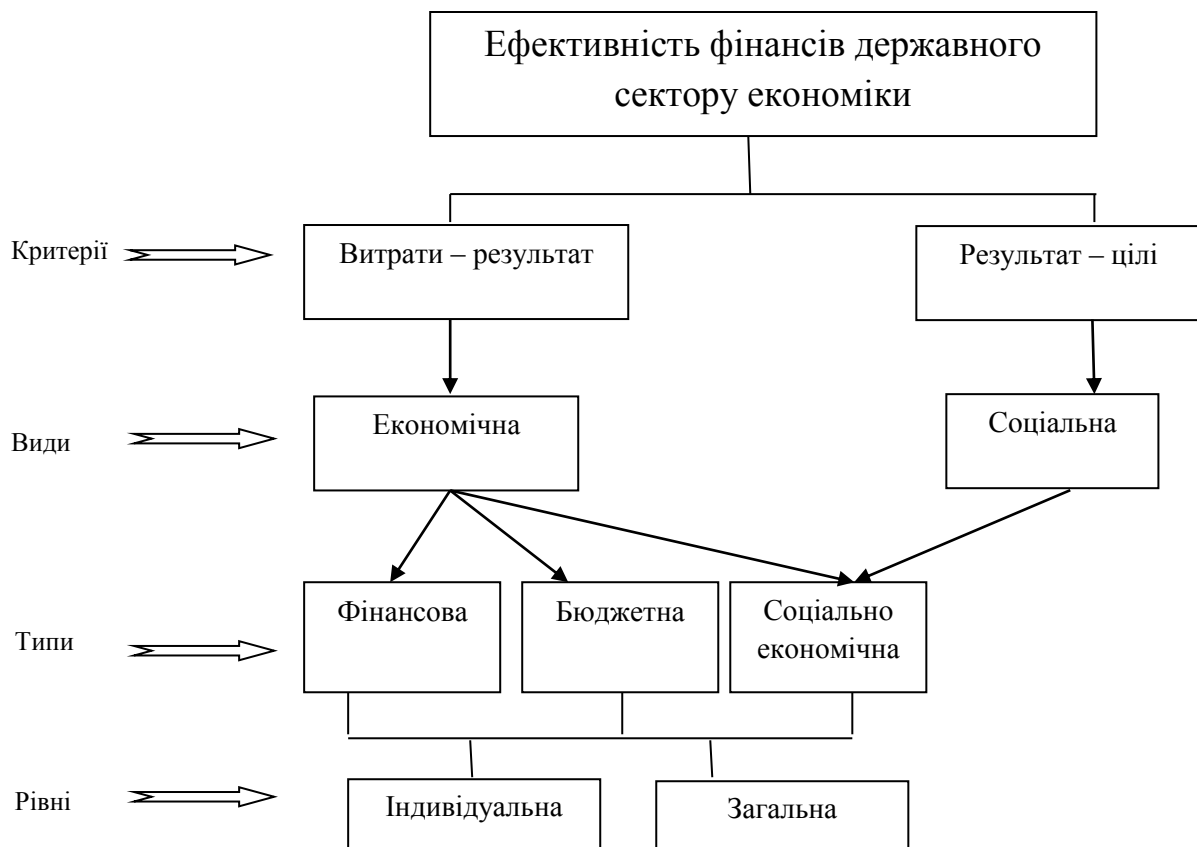 Ефективність фінансів державного
сектору економіки
Критерії
Витрати – результат
Результат – цілі
Види
Економічна
Соціальна
Типи
Фінансова
Бюджетна
Соціально
економічна
Рівні
Індивідуальна
Загальна